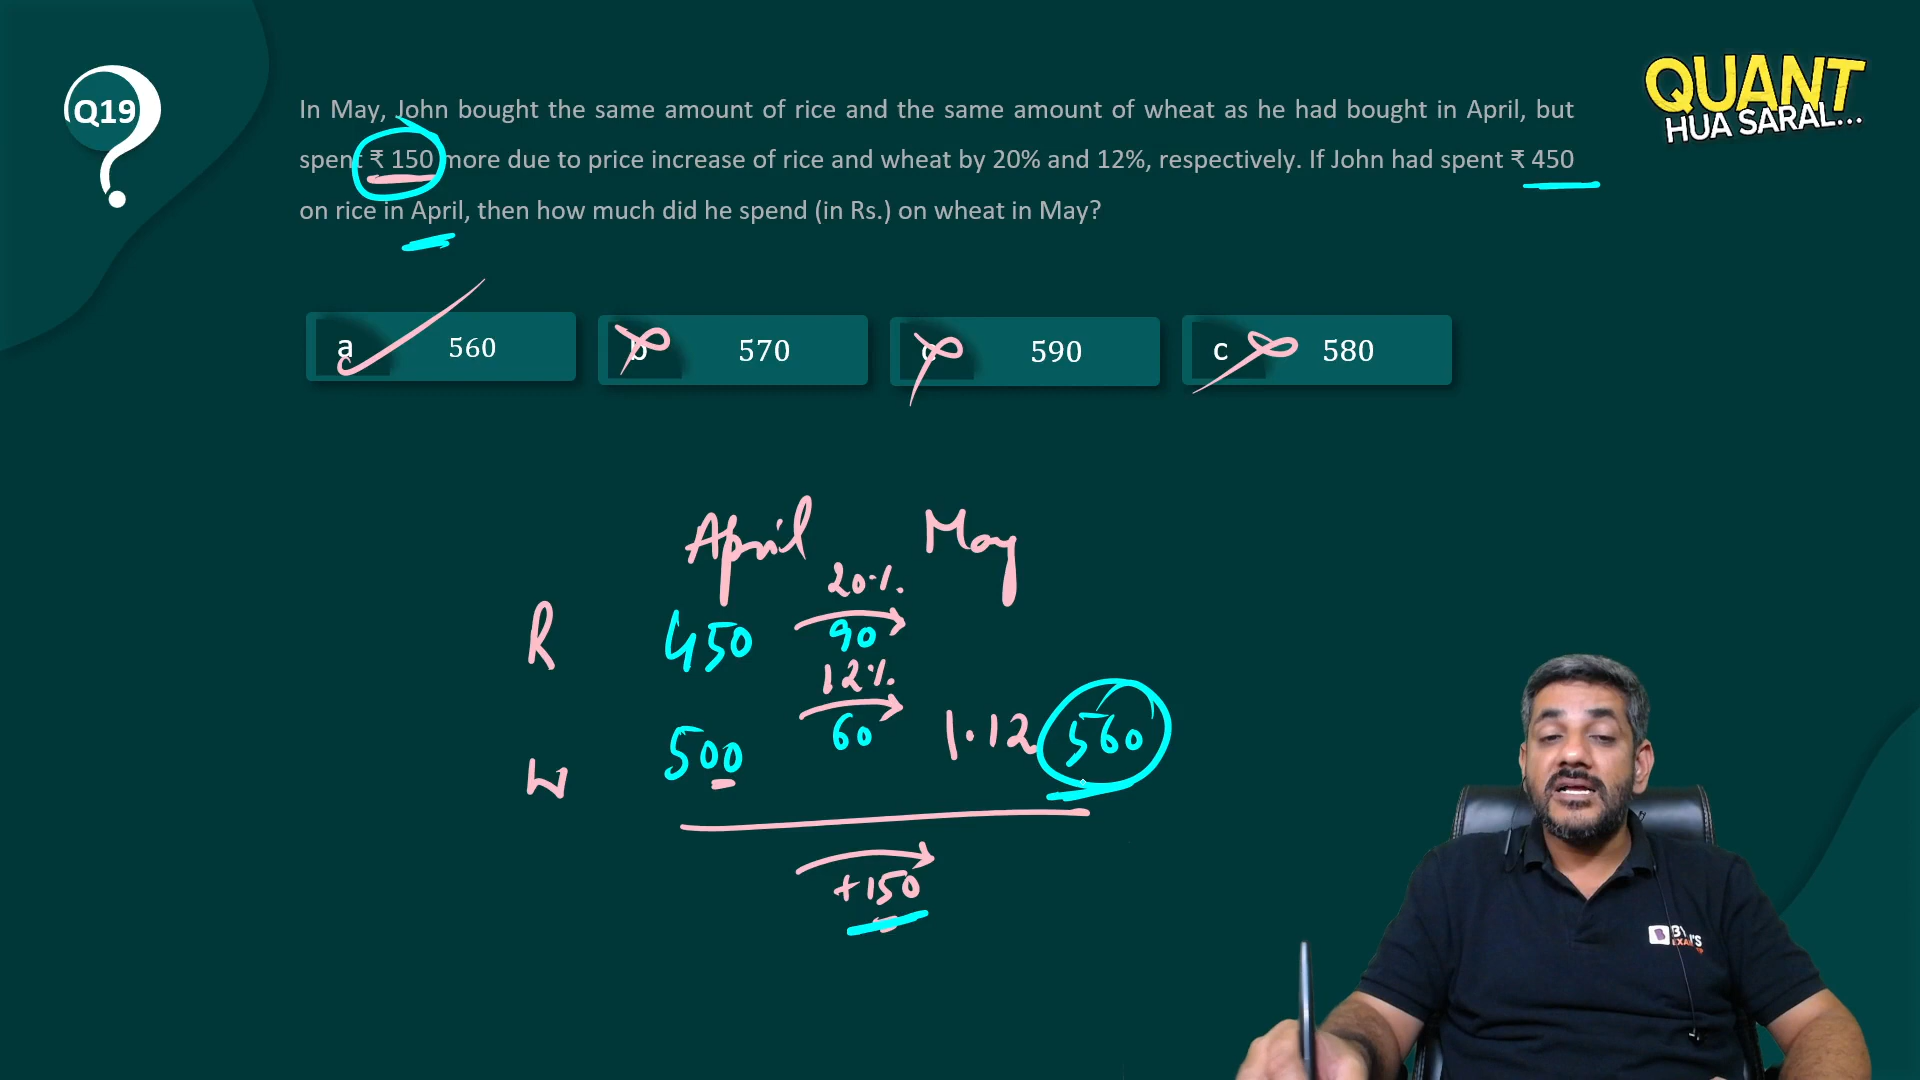 Q19
QUANT
HUA SARAL...
In May, John bought the same amount of rice and the same amount of wheat as he had bought in April, but
spent ₹ 150 more due to price increase of rice and wheat by 20% and 12%, respectively. If John had spent ₹ 450
on rice in April, then how much did he spend (in Rs.) on wheat in May?
a 560 b 570 c 590 c 580
April May
20%.
R 450 90
12%.
W 500 60 1.12 560
+150